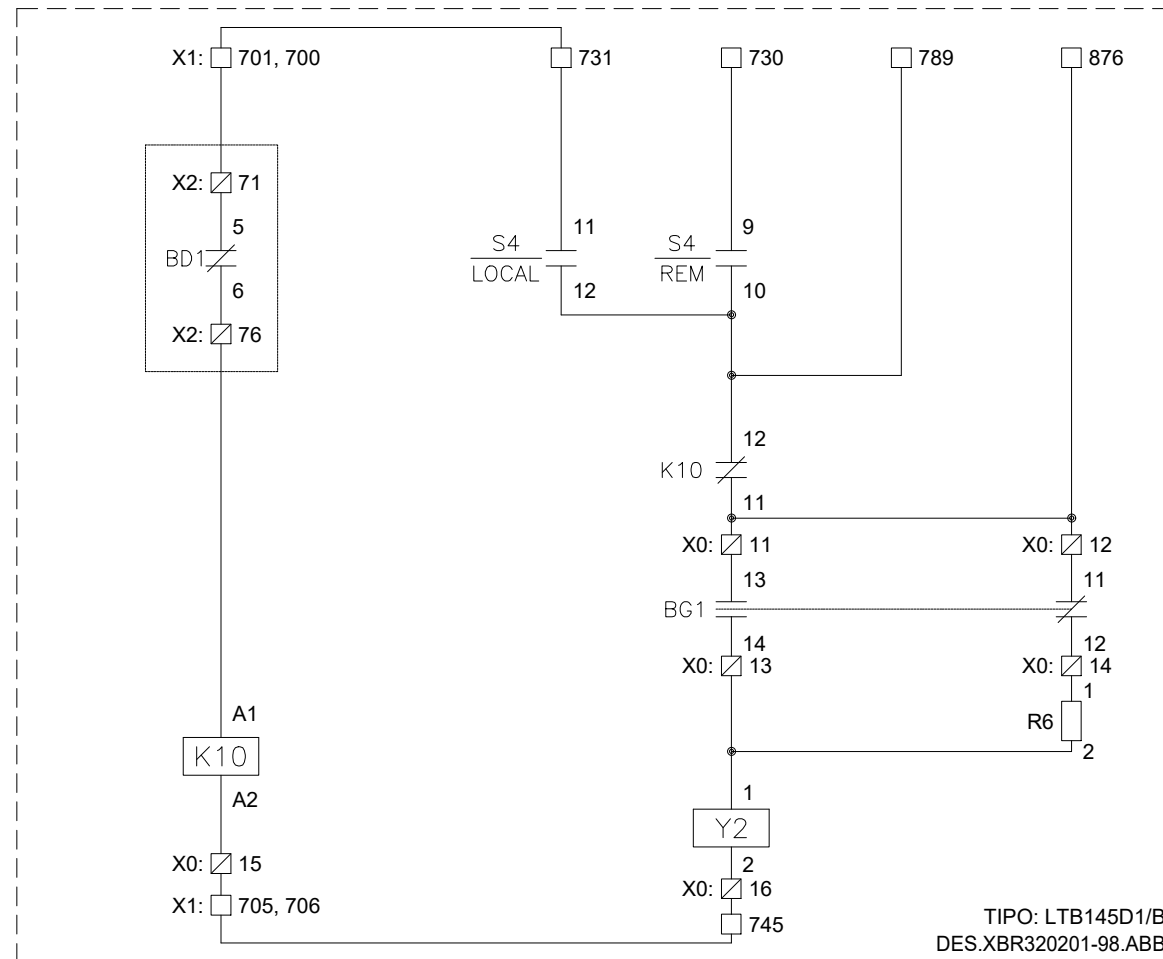 X1: 701, 700
731
730
789
876
X2: 71
5
BD1
6
X2: 76
S4
LOCAL
11
12
S4
REM
9
10
12
K10
11
X0: 11
X0: 12
13
11
BG1
14
12
X0: 13
X0: 14
1
R6
2
A1
K10
A2
1
Y2
2
X0: 15
X0: 16
X1: 705, 706
745
TIPO: LTB145D1/B
DES.XBR320201-98.ABB